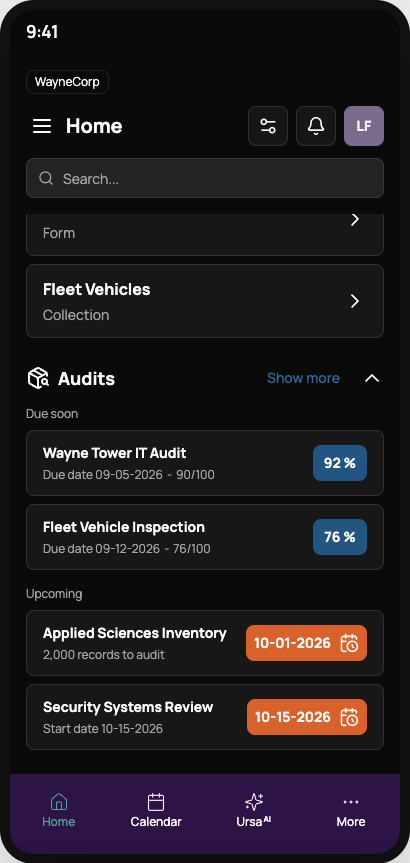 9:41
WayneCorp
Home
LF
Search...
Form
Fleet Vehicles
Collection
Audits
Show more
Due soon
Wayne Tower IT Audit
Due date 09-05-2026 - 90/100
92 %
Fleet Vehicle Inspection
Due date 09-12-2026 - 76/100
76 %
Upcoming
Applied Sciences Inventory
2,000 records to audit
10-01-2026
Security Systems Review
Start date 10-15-2026
10-15-2026
Home
Calendar
Ursa AI
More